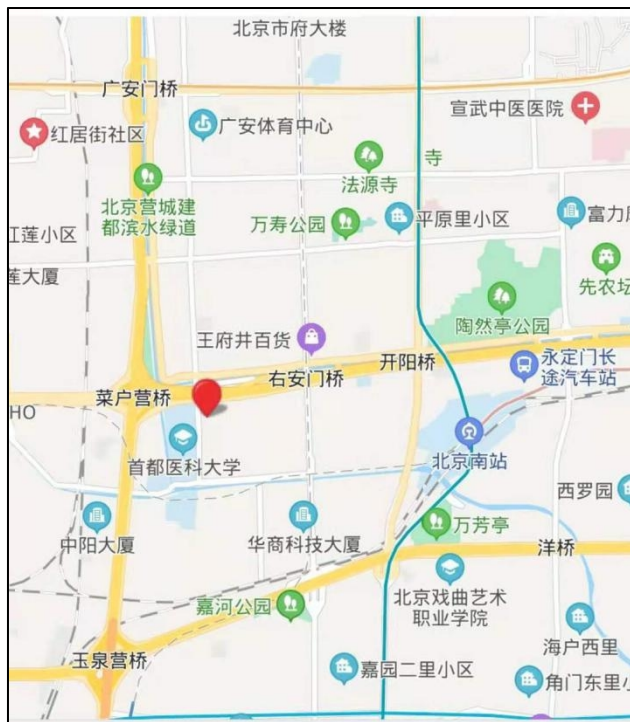 北京市府大楼
广安门桥
宣武中医医院
广安体育中心
红居街社区
寺
法源寺
北京营城建
都滨水绿道
万寿公园
平原里小区
富力
江莲小区
莲大厦
先农坛
陶然亭公园
王府井百货
开阳桥
永定门长
途汽车站
右安门桥
菜户营桥
HO
首都医科大学
北京南站
西罗园
中阳大厦
华商科技大厦
万芳亭
洋桥
北京戏曲艺术
职业学院
嘉河公园
海户西里
玉泉营桥
嘉园二里小区
角门东里小